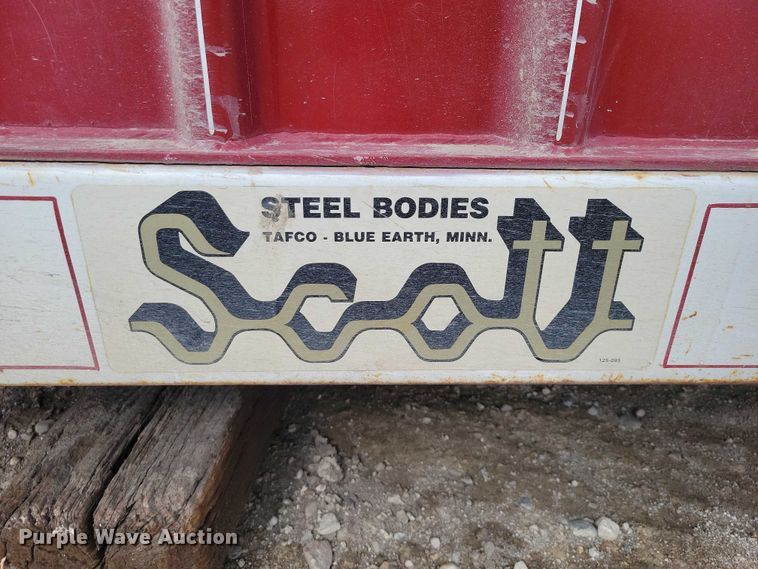 STEEL BODIES
TAFCO - BLUE EARTH, MINN.
Scott
125-095
Purple Wave Auction